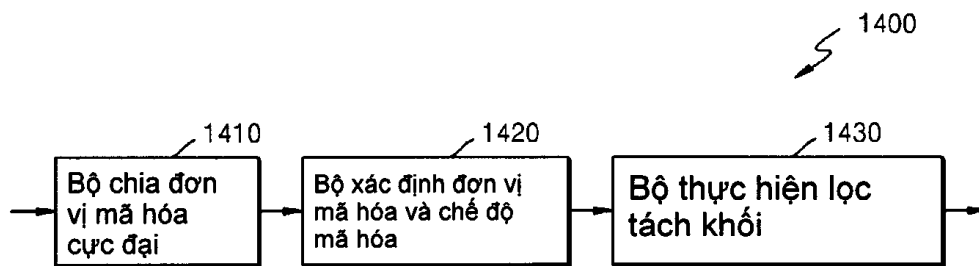 1400
1410
1420
1430
Bộ chia đơn
vị mã hóa
cực đại
Bộ xác định đơn vị
mã hóa và chế độ
mã hóa
Bộ thực hiện lọc
tách khối